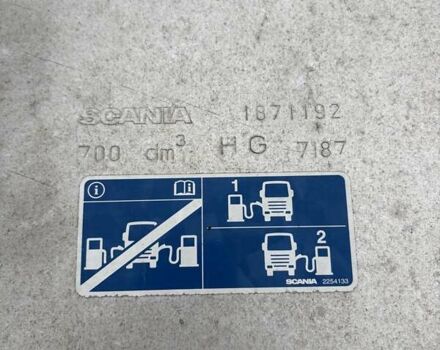 SCANIA 1871192
700 dm³ HG 7187
i i
1
2
SCANIA 2254133